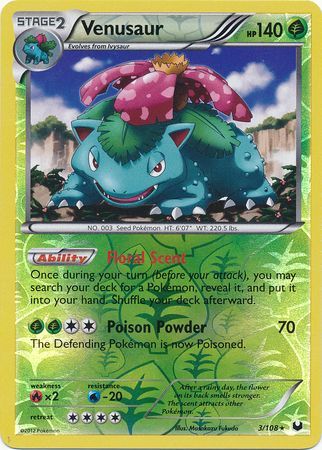 STAGE2
Venusaur
HP140
Evolves from Ivysaur
NO. 003 Seed Pokémon HT: 6'07" WT: 220.5 lbs.
Ability Floral Scent
Once during your turn (before your attack), you may
search your deck for a Pokémon, reveal it, and put it
into your hand. Shuffle your deck afterward.
Poison Powder 70
The Defending Pokémon is now Poisoned.
weakness resistance
×2 -20
retreat
After a rainy day, the flower
on its back smells stronger.
The scent attracts other
Pokémon.
©2012 Pokémon
Illus. Masakazu Fukuda
3/108★